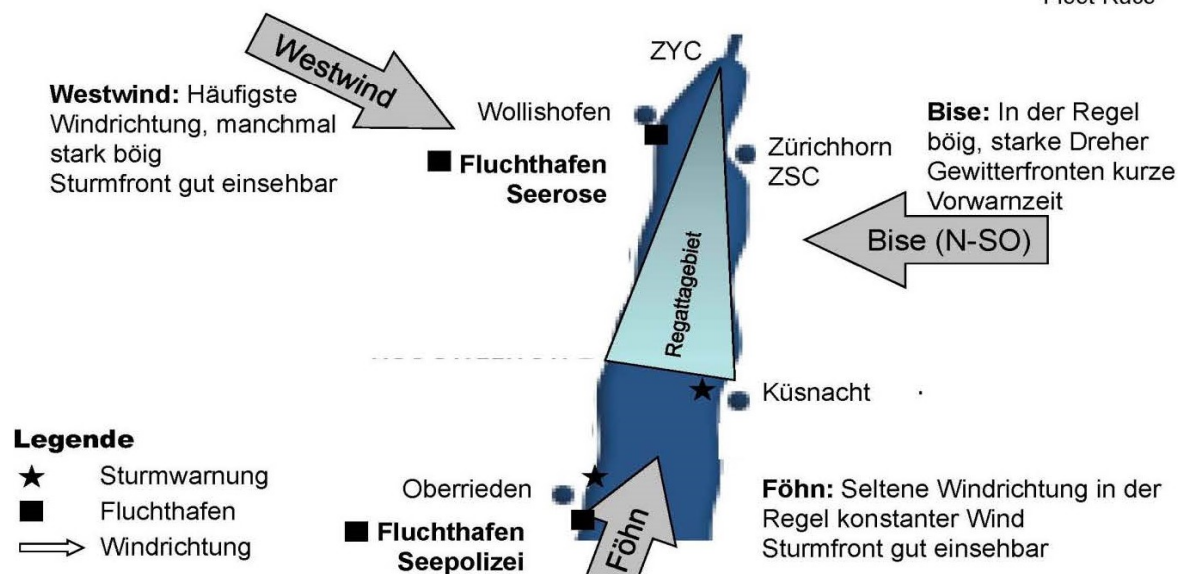 Westwind
ZYC
Westwind: Häufigste
Windrichtung, manchmal
stark böig
Sturmfront gut einsehbar
Wollishofen
Fluchthafen
Seerose
Zürichhorn
ZSC
Bise: In der Regel
böig, starke Dreher
Gewitterfronten kurze
Vorwarnzeit
Bise (N-SO)
Regattagebiet
Küsnacht
Legende
Sturmwarnung
Fluchthafen
Windrichtung
Oberrieden
Fluchthafen
Seepolizei
Föhn
Föhn: Seltene Windrichtung in der
Regel konstanter Wind
Sturmfront gut einsehbar